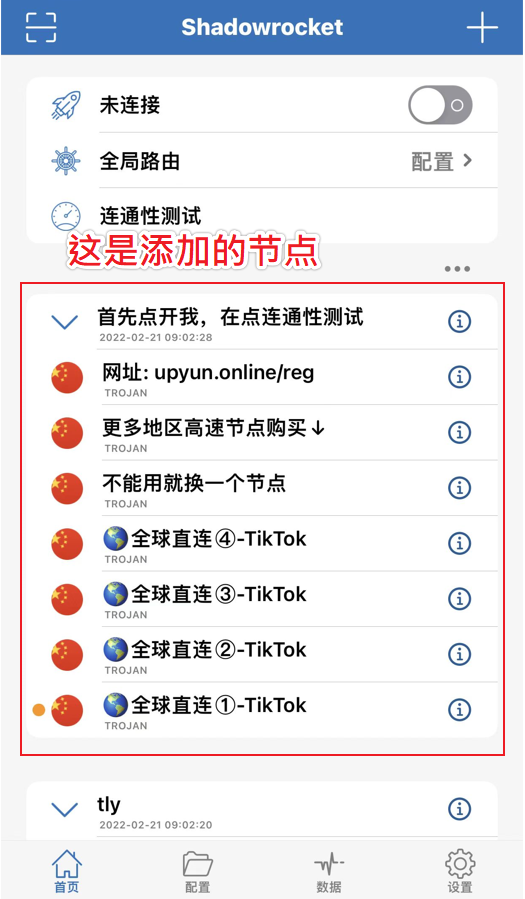 Shadowrocket
未连接
全局路由
配置
连通性测试
这是添加的节点
首先点开我，在点连通性测试
2022-02-21 09:02:28
网址: upyun.online/reg
TROJAN
更多地区高速节点购买↓
TROJAN
不能用就换一个节点
TROJAN
🌎全球直连④-TikTok
TROJAN
🌎全球直连③-TikTok
TROJAN
🌎全球直连②-TikTok
TROJAN
🌎全球直连①-TikTok
TROJAN
tly
2022-02-21 09:02:20
首页
配置
数据
设置